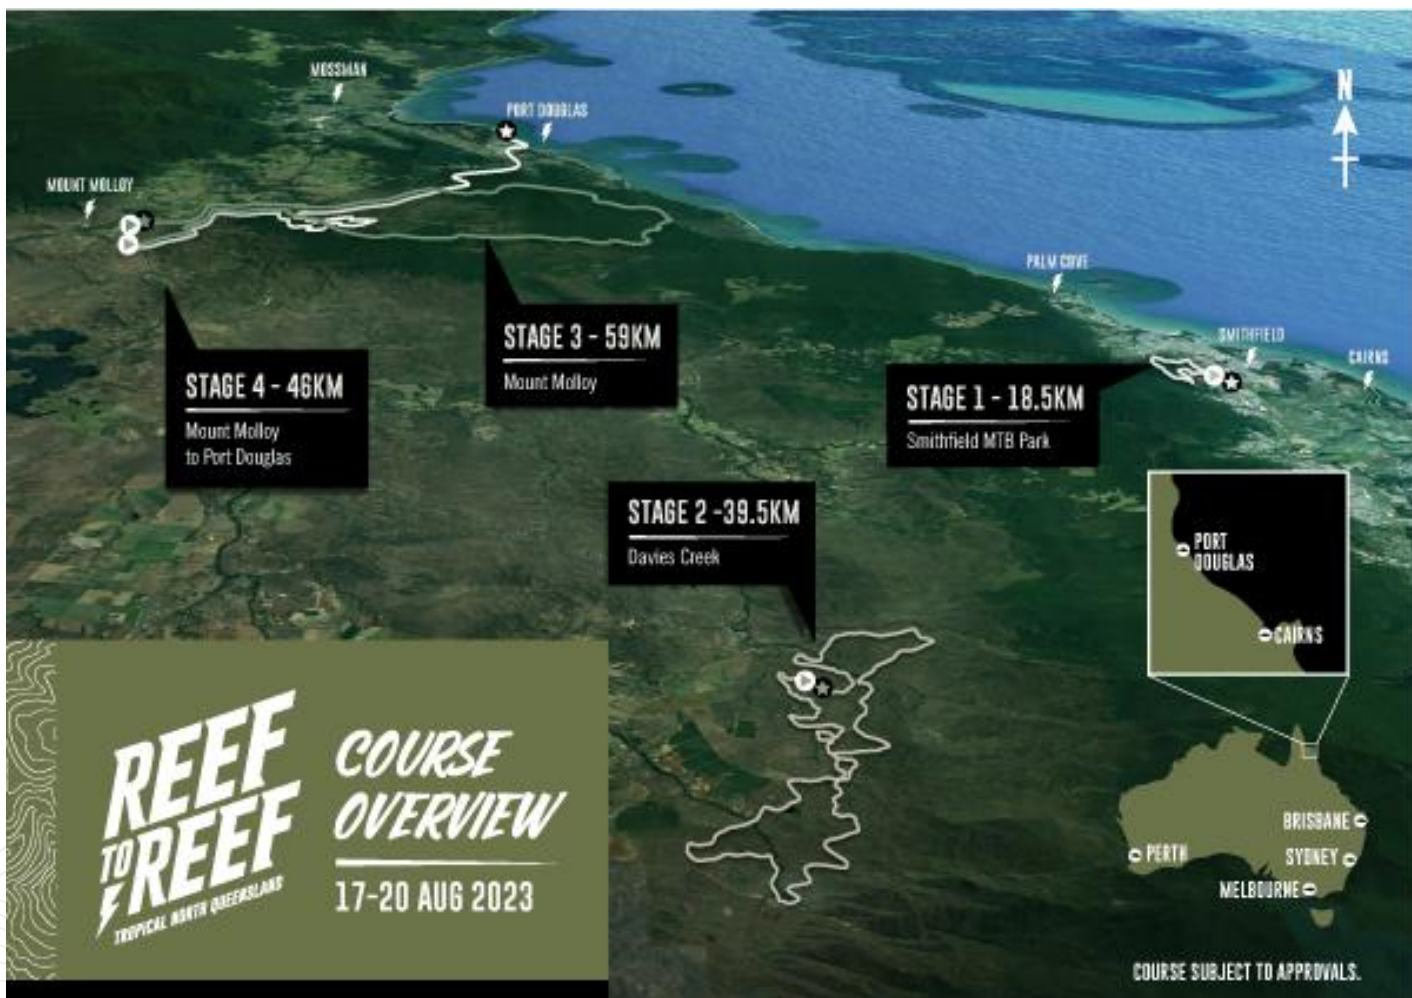 MOSSMAN
PORT DOUGLAS
N
MOUNT MOLLOY
PALM COVE
SMITHFIELD
CAIRNS
STAGE 3 - 59KM
Mount Molloy
STAGE 4 - 46KM
Mount Molloy
to Port Douglas
STAGE 1 - 18.5KM
Smithfield MTB Park
STAGE 2 -39.5KM
Davies Creek
PORT
DOUGLAS
CAIRNS
REEF
TO REEF
TROPICAL NORTH QUEENSLAND
COURSE
OVERVIEW
17-20 AUG 2023
BRISBANE
PERTH
SYDNEY
MELBOURNE
COURSE SUBJECT TO APPROVALS.